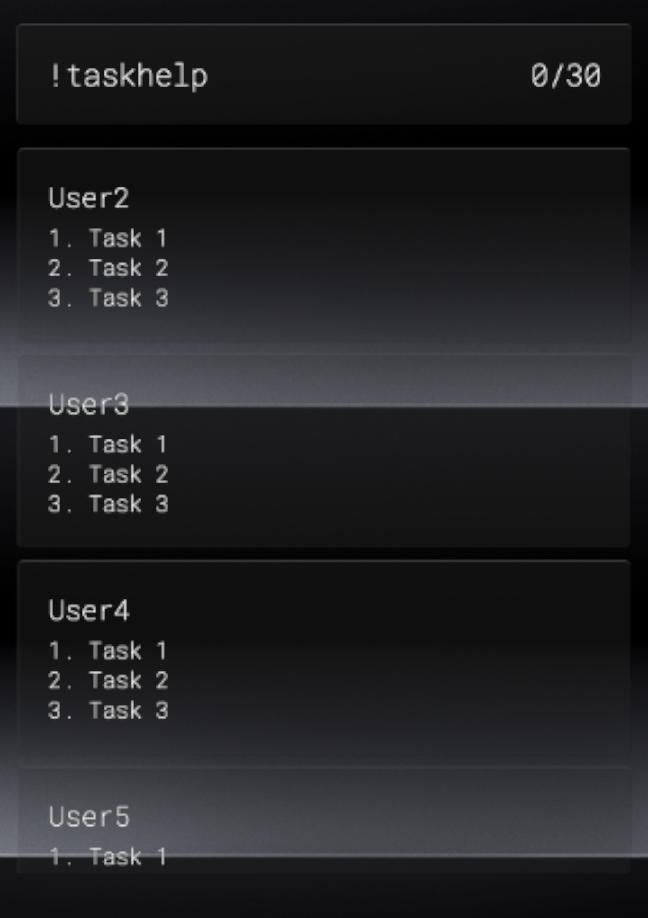 !taskhelp 0/30
User2
1. Task 1
2. Task 2
3. Task 3
User3
1. Task 1
2. Task 2
3. Task 3
User4
1. Task 1
2. Task 2
3. Task 3
User5
1. Task 1